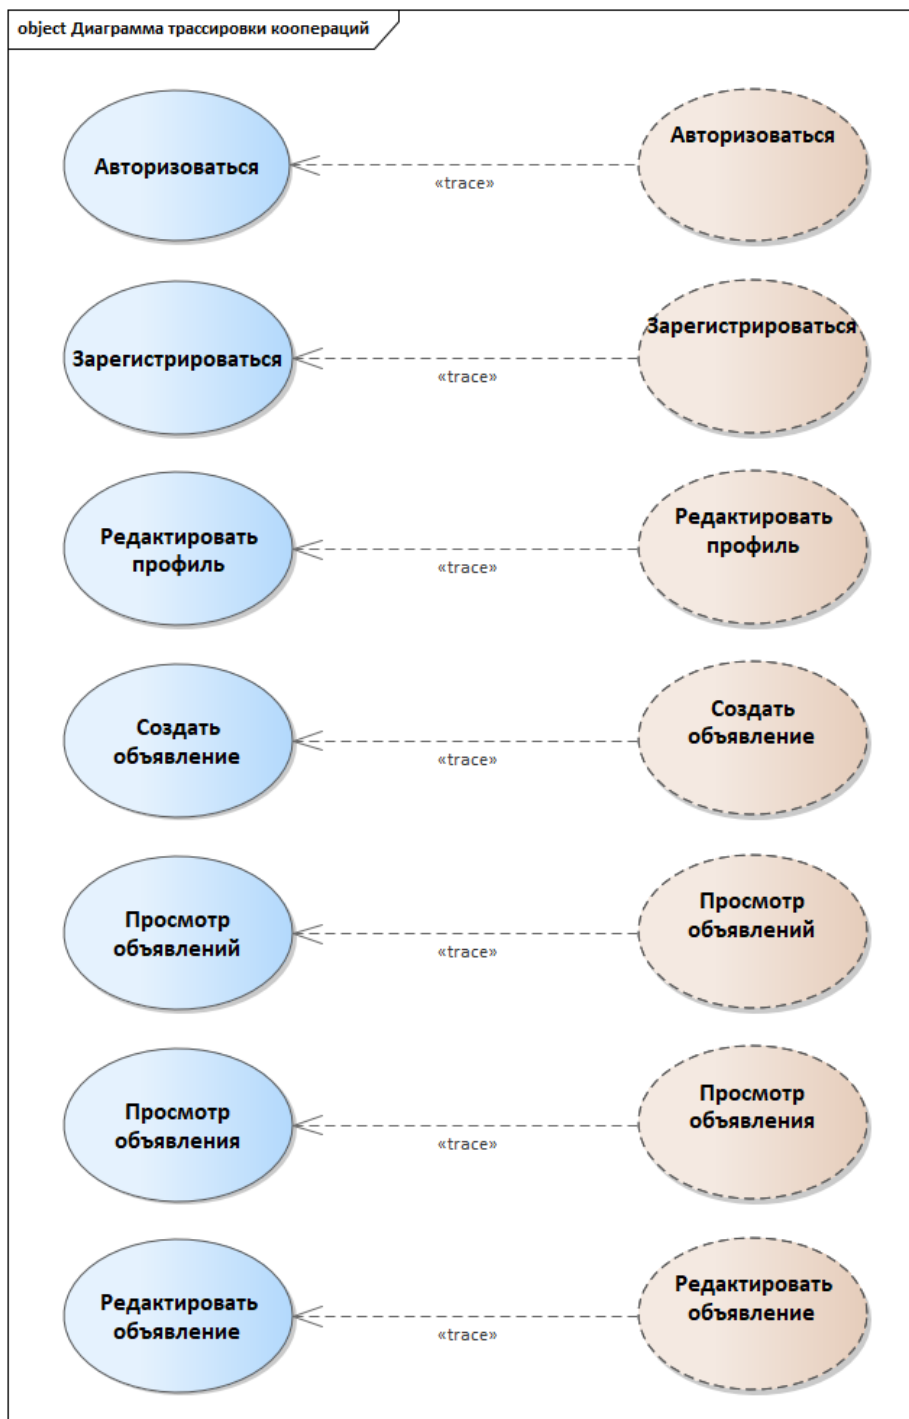 object Диаграмма трассировки коопераций
Авторизоваться
«trace»
Авторизоваться
Зарегистрироваться
«trace»
Зарегистрироваться
Редактировать
профиль
«trace»
Редактировать
профиль
Создать
объявление
«trace»
Создать
объявление
Просмотр
объявлений
«trace»
Просмотр
объявлений
Просмотр
объявления
«trace»
Просмотр
объявления
Редактировать
объявление
«trace»
Редактировать
объявление